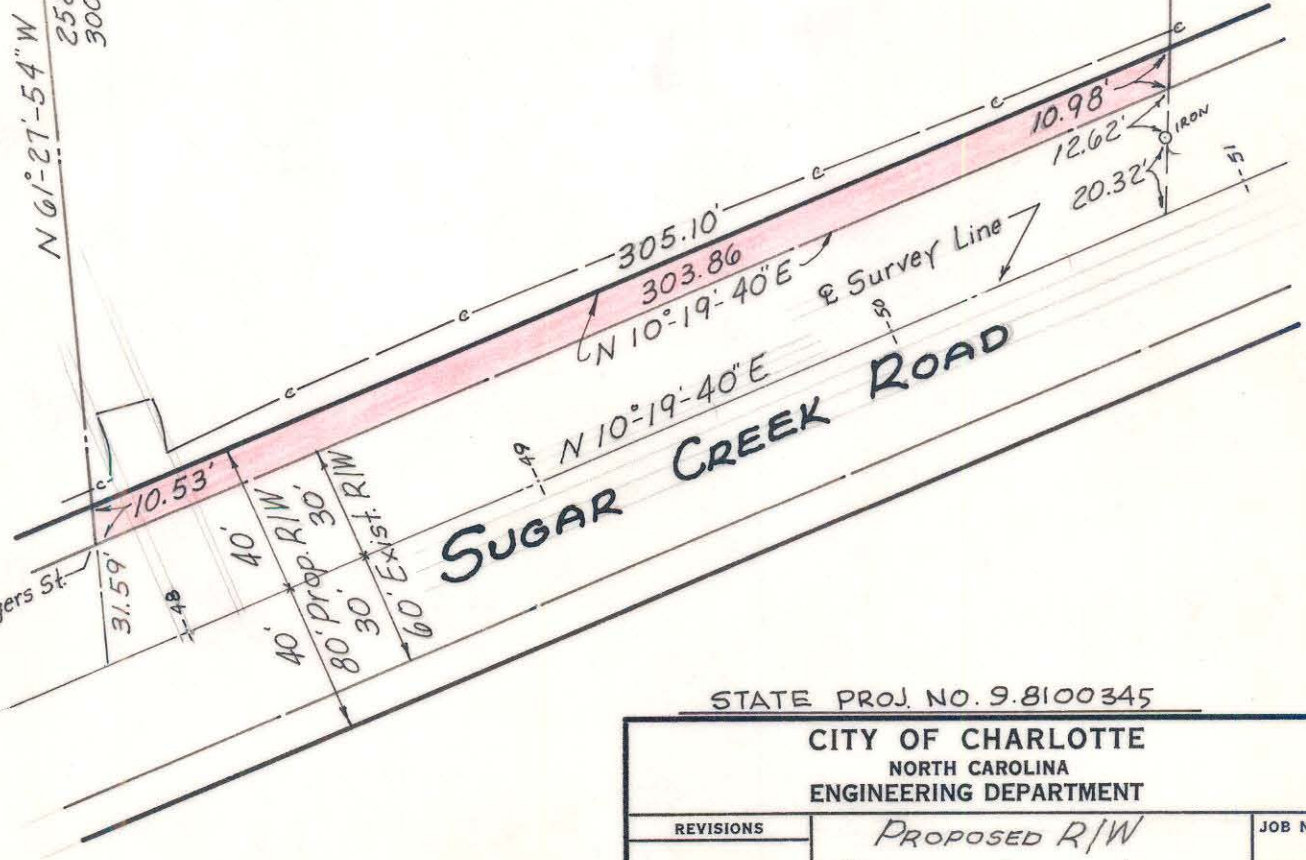 N 61°-27'-54" W
10.98'
12.62'
IRON
20.32'
51
305.10'
303.86
N 10°-19'-40" E
℄ Survey Line
50
N 10°-19'-40" E
49
SUGAR CREEK ROAD
10.53'
31.59'
48
40'
80' Prop. R/W
40'
30'
60' Exist. R/W
30'
C
C
C
C
C
C
C
STATE PROJ. NO. 9.8100345
CITY OF CHARLOTTE
NORTH CAROLINA
ENGINEERING DEPARTMENT
REVISIONS
PROPOSED R/W
JOB N